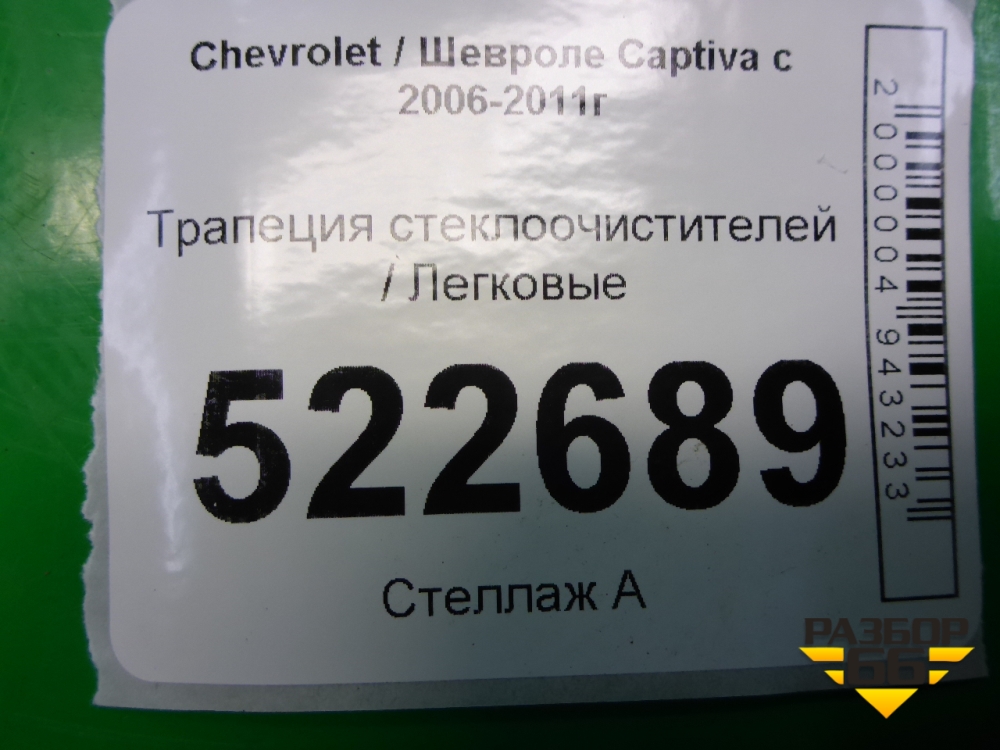 Chevrolet / Шевроле Captiva с
2006-2011г
Трапеция стеклоочистителей
/ Легковые
522689
Стеллаж А
2000004943233
РАЗБОР
66